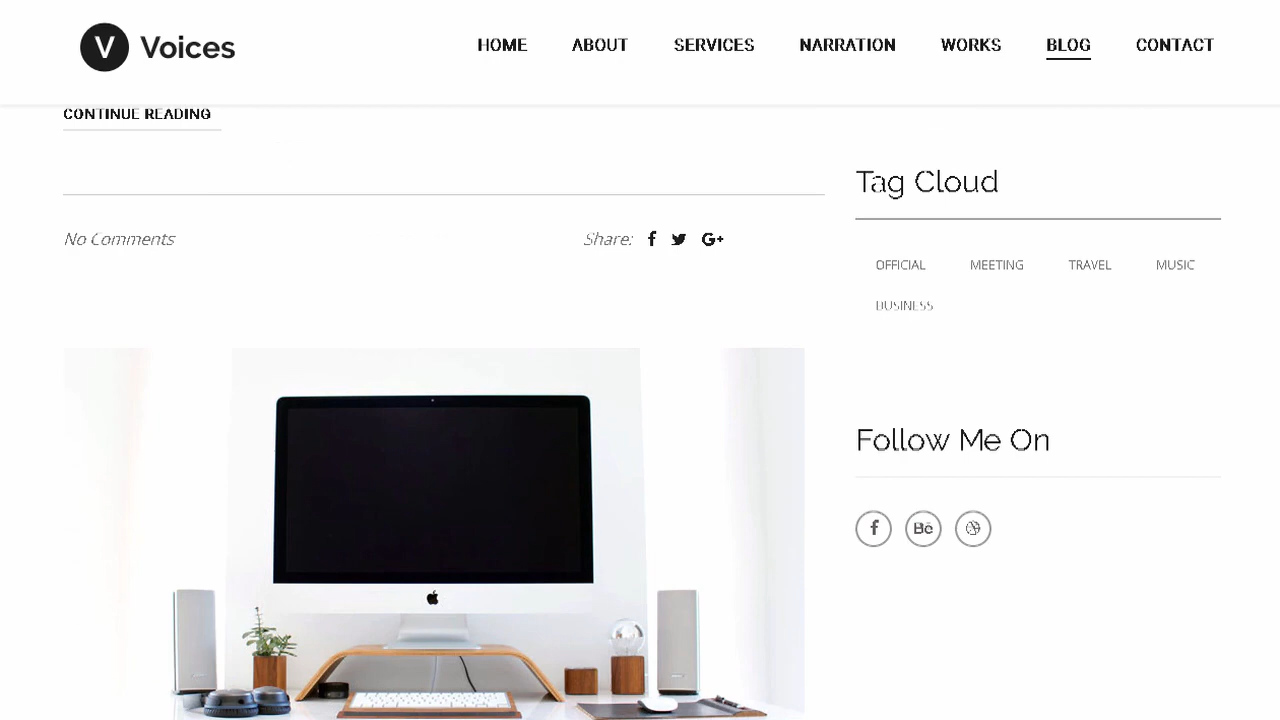 V Voices
HOME ABOUT SERVICES NARRATION WORKS BLOG CONTACT
CONTINUE READING
Tag Cloud
No Comments
Share: f G+
OFFICIAL MEETING TRAVEL MUSIC
BUSINESS
Follow Me On
f Bē